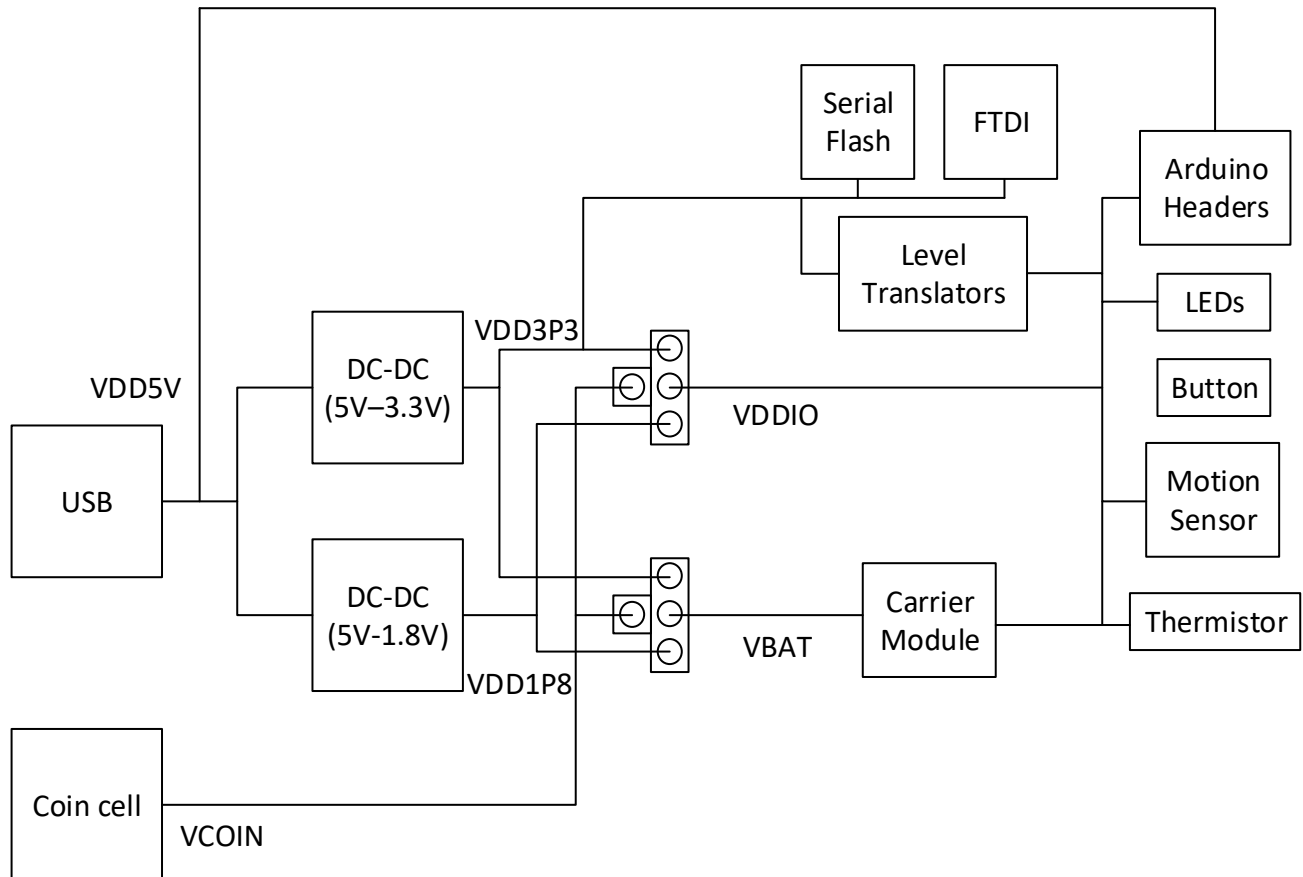 Serial
Flash
FTDI
Arduino
Headers
Level
Translators
LEDs
VDD3P3
DC-DC
(5V–3.3V)
VDD5V
Button
VDDIO
USB
Motion
Sensor
DC-DC
(5V-1.8V)
Carrier
Module
Thermistor
VBAT
VDD1P8
Coin cell
VCOIN